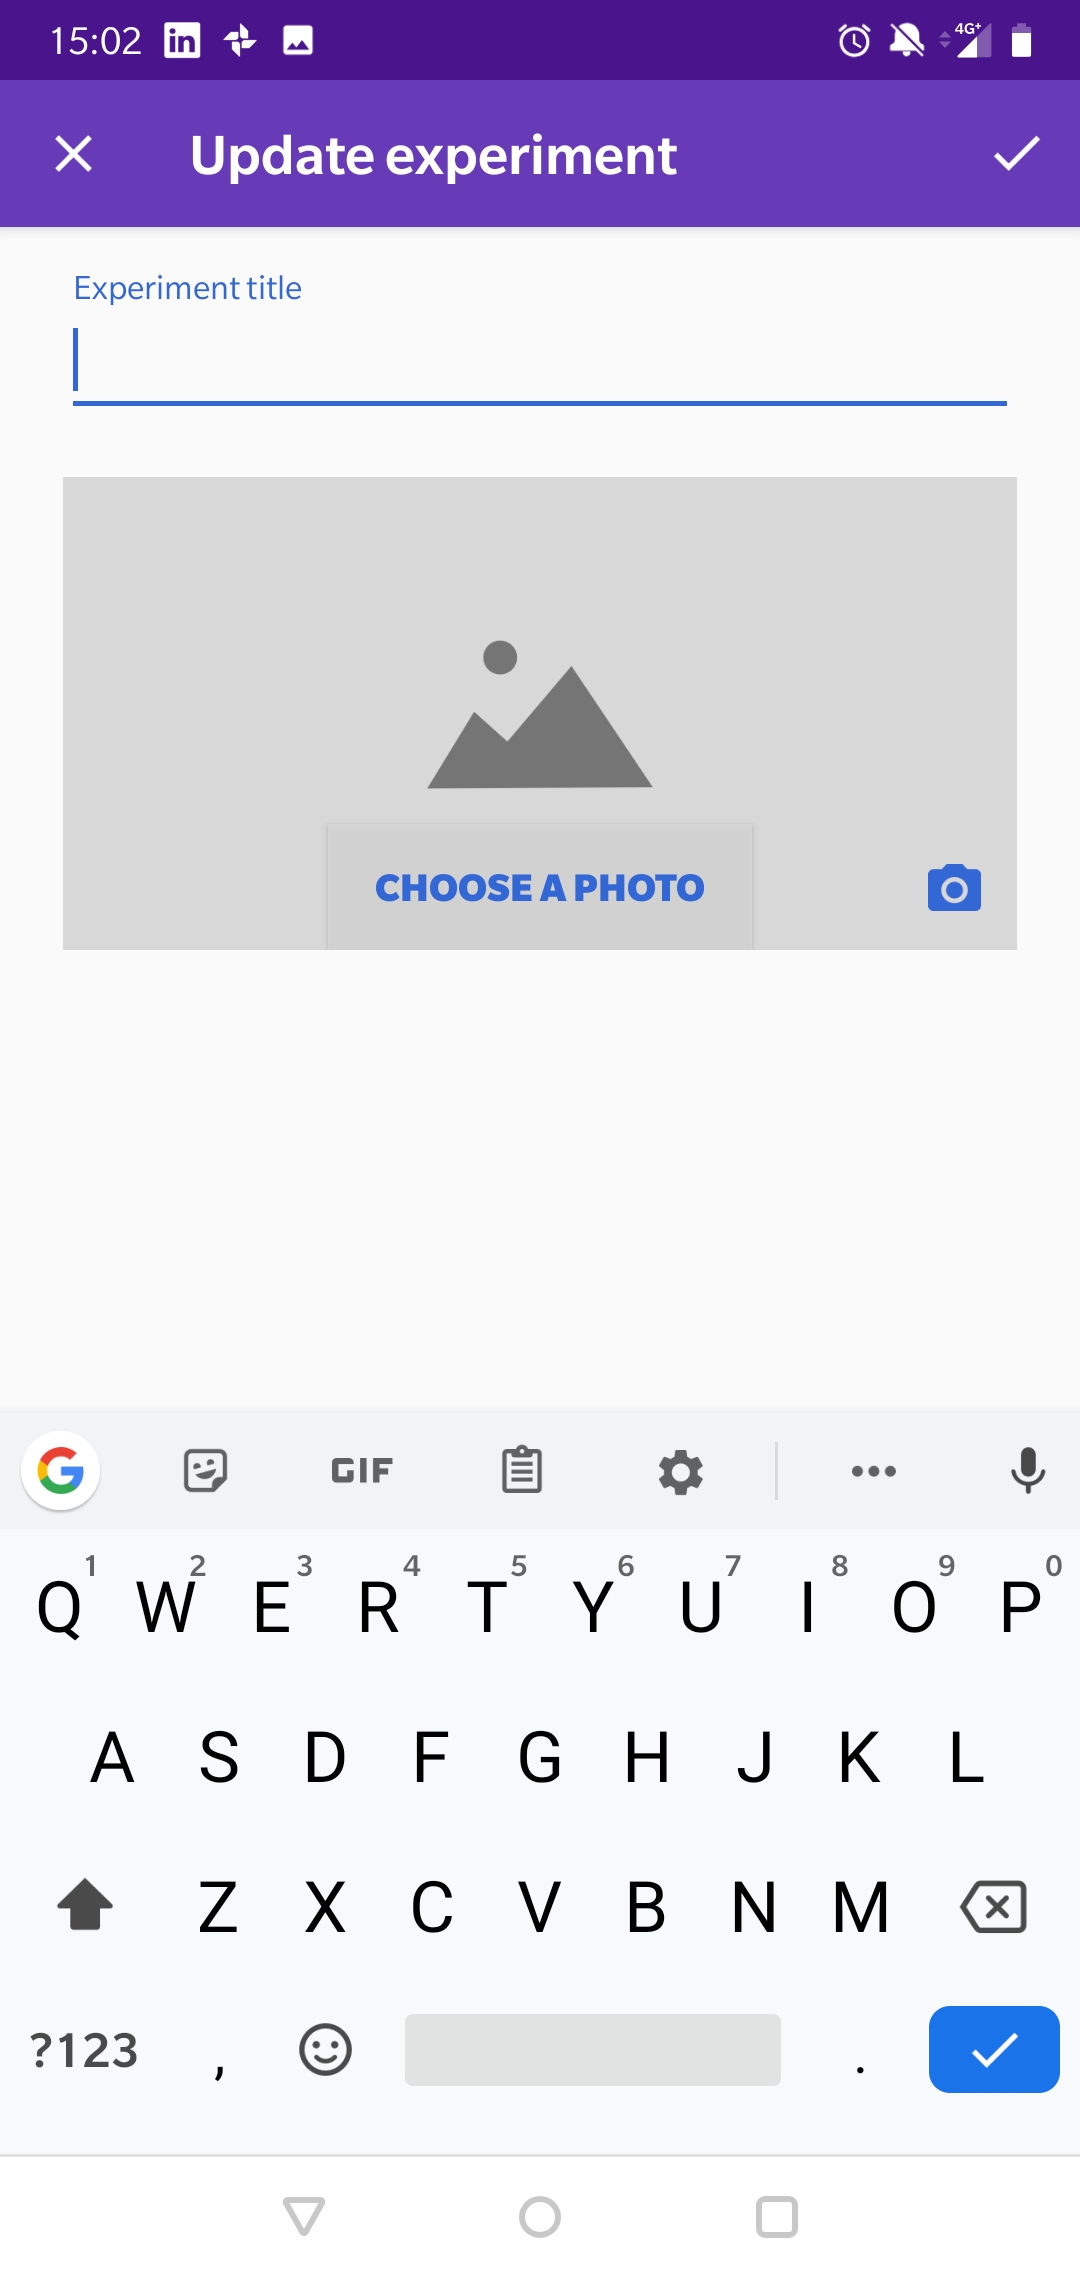 15:02 in 4G+
Update experiment
Experiment title
CHOOSE A PHOTO
G GIF
1 2 3 4 5 6 7 8 9 0
Q W E R T Y U I O P
A S D F G H J K L
Z X C V B N M
?123 , .